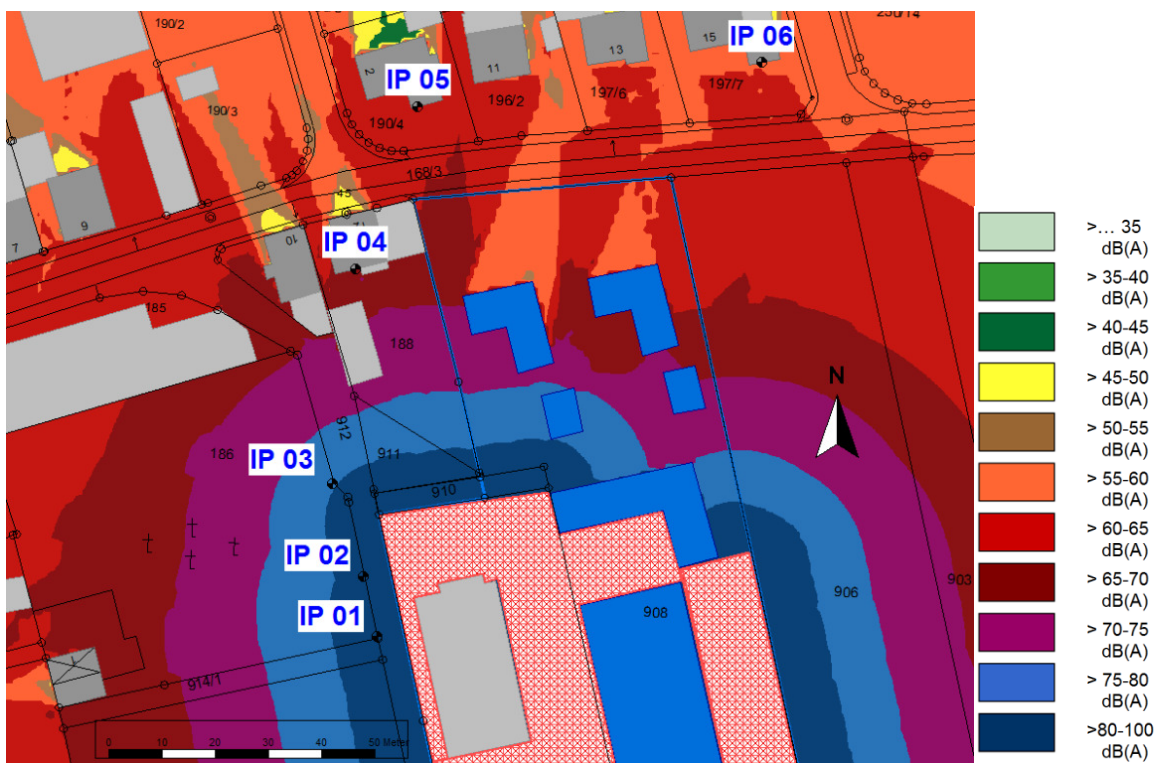 190/2
2
11
13
15
IP 06
250/14
IP 05
190/3
190/4
196/2
197/6
197/7
168/3
45
9
7
10
12
IP 04
185
188
N
912
186
IP 03
911
910
IP 02
IP 01
906
903
908
914/1
0 10 20 30 40 50 Meter
>... 35
dB(A)
> 35-40
dB(A)
> 40-45
dB(A)
> 45-50
dB(A)
> 50-55
dB(A)
> 55-60
dB(A)
> 60-65
dB(A)
> 65-70
dB(A)
> 70-75
dB(A)
> 75-80
dB(A)
>80-100
dB(A)